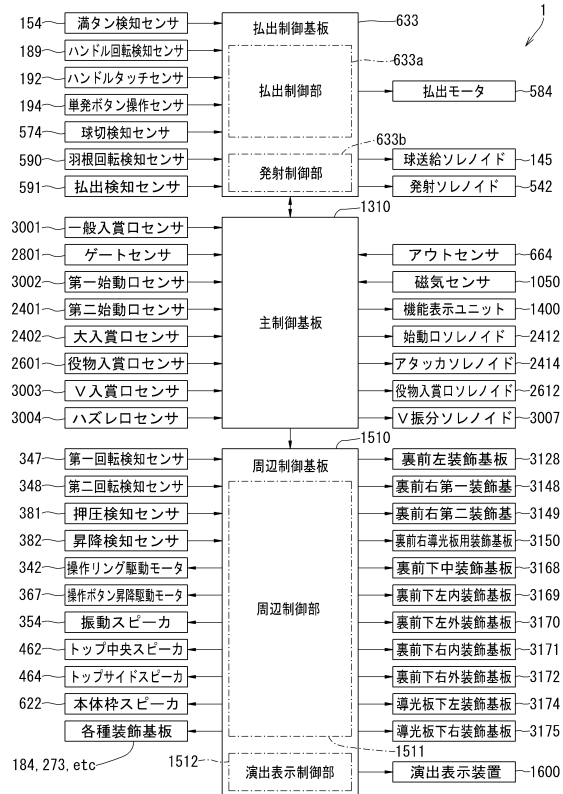 1
154 満タン検知センサ
189 ハンドル回転検知センサ
192 ハンドルタッチセンサ
194 単発ボタン操作センサ
574 球切検知センサ
590 羽根回転検知センサ
591 払出検知センサ
払出制御基板 633
633a
払出制御部
633b
発射制御部
払出モータ 584
球送給ソレノイド 145
発射ソレノイド 542
1310
3001 一般入賞口センサ
2801 ゲートセンサ
3002 第一始動口センサ
2401 第二始動口センサ
2402 大入賞口センサ
2601 役物入賞口センサ
3003 V入賞口センサ
3004 ハズレ口センサ
主制御基板
アウトセンサ 664
磁気センサ 1050
機能表示ユニット 1400
始動口ソレノイド 2412
アタッカソレノイド 2414
役物入賞口ソレノイド 2612
V振分ソレノイド 3007
1510
347 第一回転検知センサ
348 第二回転検知センサ
381 押圧検知センサ
382 昇降検知センサ
342 操作リング駆動モータ
367 操作ボタン昇降駆動モータ
354 振動スピーカ
462 トップ中央スピーカ
464 トップサイドスピーカ
622 本体枠スピーカ
各種装飾基板
184, 273, etc
周辺制御基板
周辺制御部
1511
1512
演出表示制御部
裏前左装飾基板 3128
裏前右第一装飾基 3148
裏前右第二装飾基 3149
裏前右導光板用装飾基板 3150
裏前下中装飾基板 3168
裏前下左内装飾基板 3169
裏前下左外装飾基板 3170
裏前下右内装飾基板 3171
裏前下右外装飾基板 3172
導光板下左装飾基板 3174
導光板下右装飾基板 3175
演出表示装置 1600